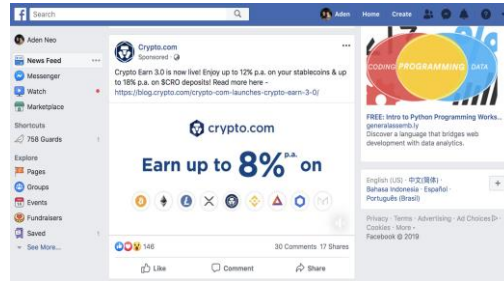 Search
Aden
Home
Create
Aden Neo
News Feed
Messenger
Watch
Marketplace
Shortcuts
758 Guards
1
Explore
Pages
Groups
Events
Fundraisers
Saved
1
See More...
Crypto.com
Sponsored ·
Crypto Earn 3.0 is now live! Enjoy up to 12% p.a. on your stablecoins & up
to 18% p.a. on $CRO deposits! Read more here -
https://blog.crypto.com/crypto-com-launches-crypto-earn-3-0/
crypto.com
Earn up to 8% p.a. on
146
30 Comments 17 Shares
Like
Comment
Share
CODING PROGRAMMING DATA
FREE: Intro to Python Programming Works...
generalassemb.ly
Discover a language that bridges web
development with data analytics.
English (US) · 中文(简体) ·
Bahasa Indonesia · Español ·
Português (Brasil)
Privacy · Terms · Advertising · Ad Choices ·
Cookies · More ·
Facebook © 2019